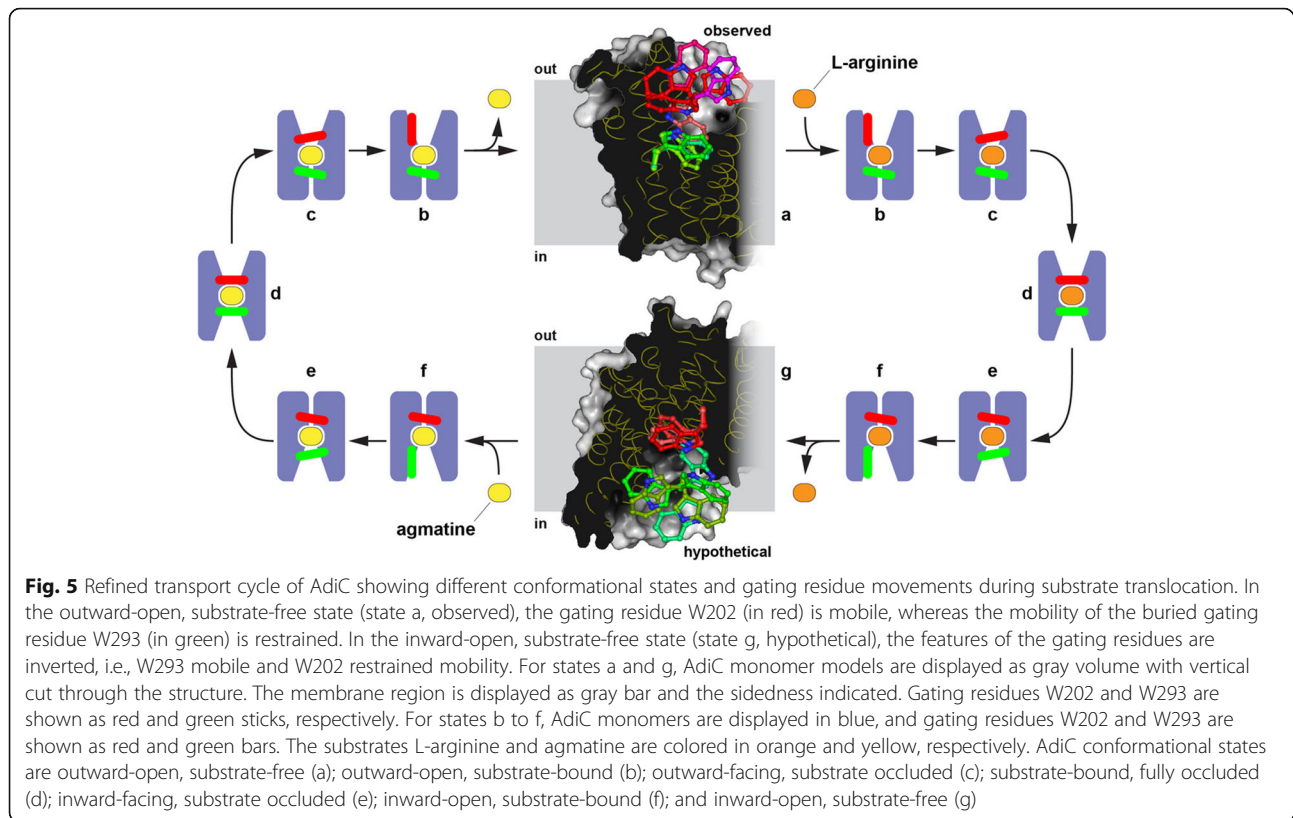 observed
out
L-arginine
c
b
a
b
c
in
d
d
out
e
f
g
f
e
agmatine
in
hypothetical
Fig. 5 Refined transport cycle of AdiC showing different conformational states and gating residue movements during substrate translocation. In
the outward-open, substrate-free state (state a, observed), the gating residue W202 (in red) is mobile, whereas the mobility of the buried gating
residue W293 (in green) is restrained. In the inward-open, substrate-free state (state g, hypothetical), the features of the gating residues are
inverted, i.e., W293 mobile and W202 restrained mobility. For states a and g, AdiC monomer models are displayed as gray volume with vertical
cut through the structure. The membrane region is displayed as gray bar and the sidedness indicated. Gating residues W202 and W293 are
shown as red and green sticks, respectively. For states b to f, AdiC monomers are displayed in blue, and gating residues W202 and W293 are
shown as red and green bars. The substrates L-arginine and agmatine are colored in orange and yellow, respectively. AdiC conformational states
are outward-open, substrate-free (a); outward-open, substrate-bound (b); outward-facing, substrate occluded (c); substrate-bound, fully occluded
(d); inward-facing, substrate occluded (e); inward-open, substrate-bound (f); and inward-open, substrate-free (g)